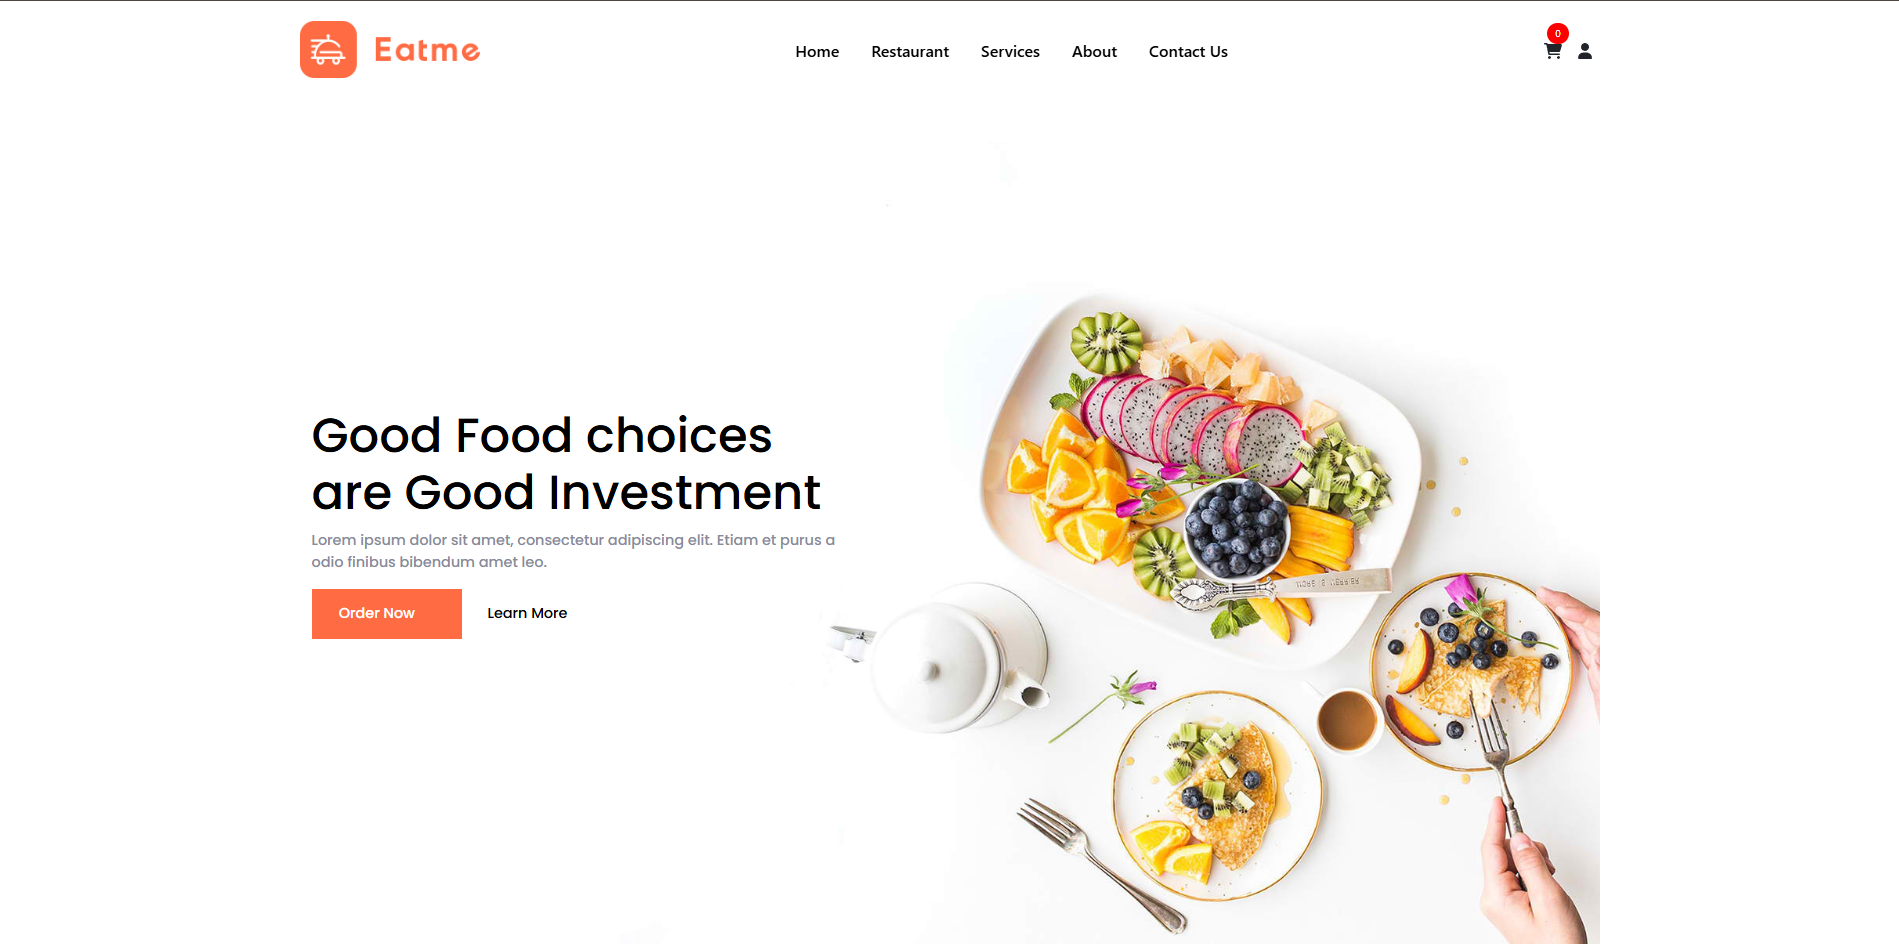 Eatme
Home Restaurant Services About Contact Us
0
Good Food choices
are Good Investment
Lorem ipsum dolor sit amet, consectetur adipiscing elit. Etiam et purus a
odio finibus bibendum amet leo.
Order Now Learn More